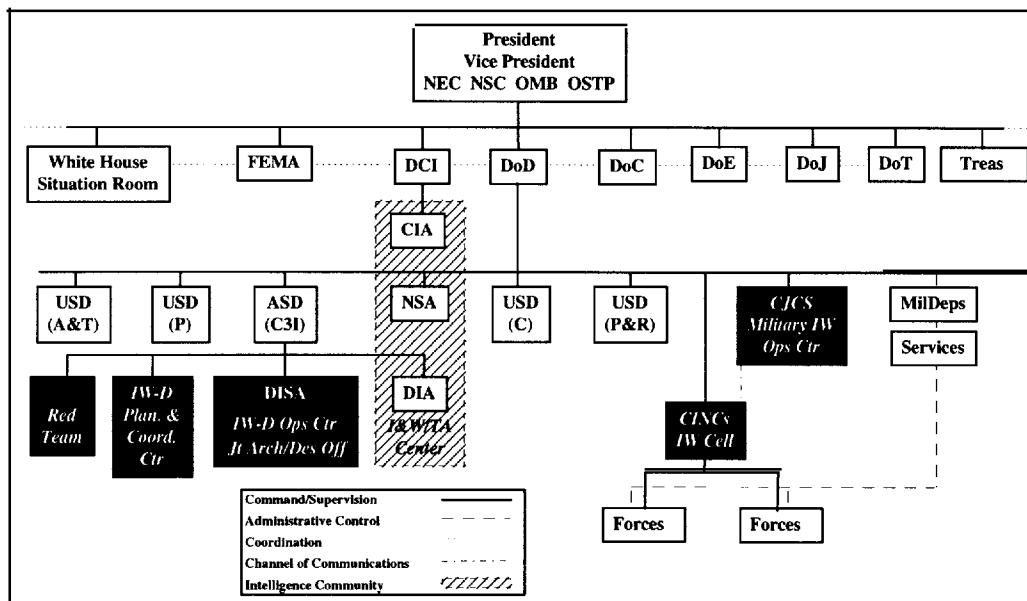 President
Vice President
NEC NSC OMB OSTP
White House
Situation Room
FEMA
DCI
DoD
DoC
DoE
DoJ
DoT
Treas
CIA
USD
(A&T)
USD
(P)
ASD
(C3I)
NSA
USD
(C)
USD
(P&R)
CJCS
Military IW
Ops Ctr
MilDeps
Services
Red
Team
IW-D
Plan. &
Coord.
Ctr
DISA
IW-D Ops Ctr
Jt Arch/Des Off
DIA
I&W/TA
Center
CINCs
IW Cell
Forces
Forces
Command/Supervision
Administrative Control
Coordination
Channel of Communications
Intelligence Community